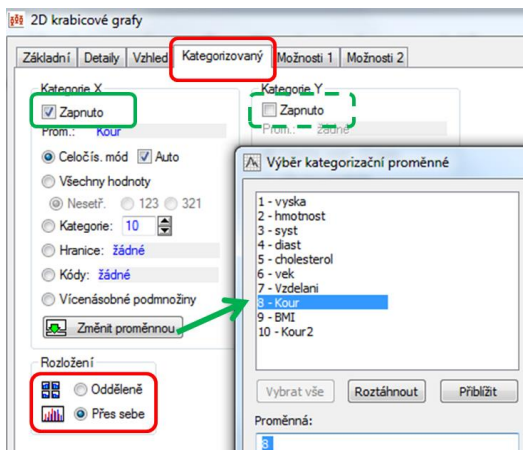 2D krabicové grafy
Základní Detaily Vzhled Kategorizovaný Možnosti 1 Možnosti 2
Kategorie X
Zapnuto
Prom.: Kour
Celočís. mód Auto
Všechny hodnoty
Nesetř. 123 321
Kategorie: 10
Hranice: žádné
Kódy: žádné
Vícenásobné podmnožiny
Změnit proměnnou
Rozložení
Odděleně
Přes sebe
Kategorie Y
Zapnuto
Prom.: žádné
Výběr kategorizační proměnné
1 - vyska
2 - hmotnost
3 - syst
4 - diast
5 - cholesterol
6 - vek
7 - Vzdelani
8 - Kour
9 - BMI
10 - Kour2
Vybrat vše Roztáhnout Přiblížit
Proměnná:
8